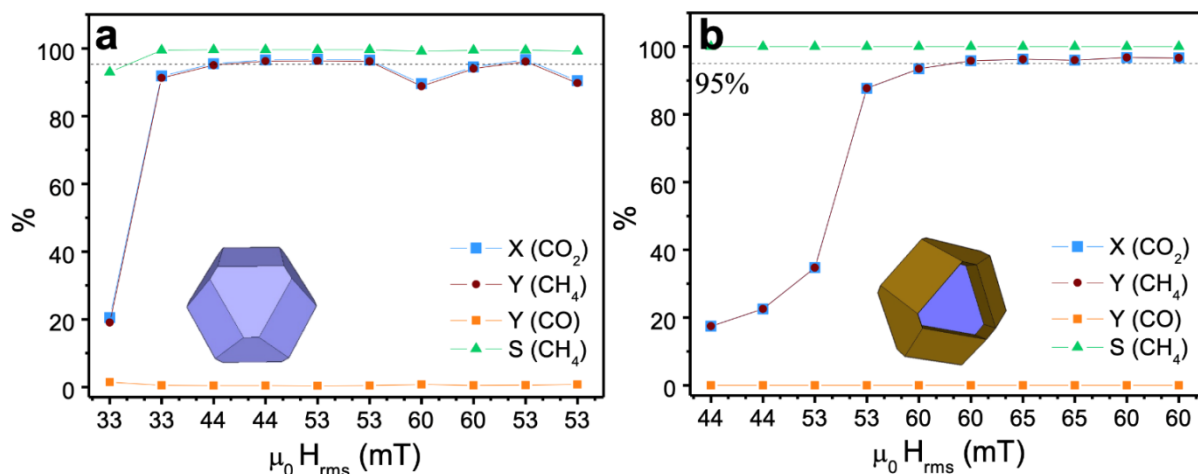 a
100
80
60
40
20
0
%
X (CO₂)
Y (CH₄)
Y (CO)
S (CH₄)
33 33 44 44 53 53 60 60 53 53
μ₀ Hrms (mT)
b
100
95%
80
60
40
20
0
%
X (CO₂)
Y (CH₄)
Y (CO)
S (CH₄)
44 44 53 53 60 60 65 65 60 60
μ₀ Hrms (mT)